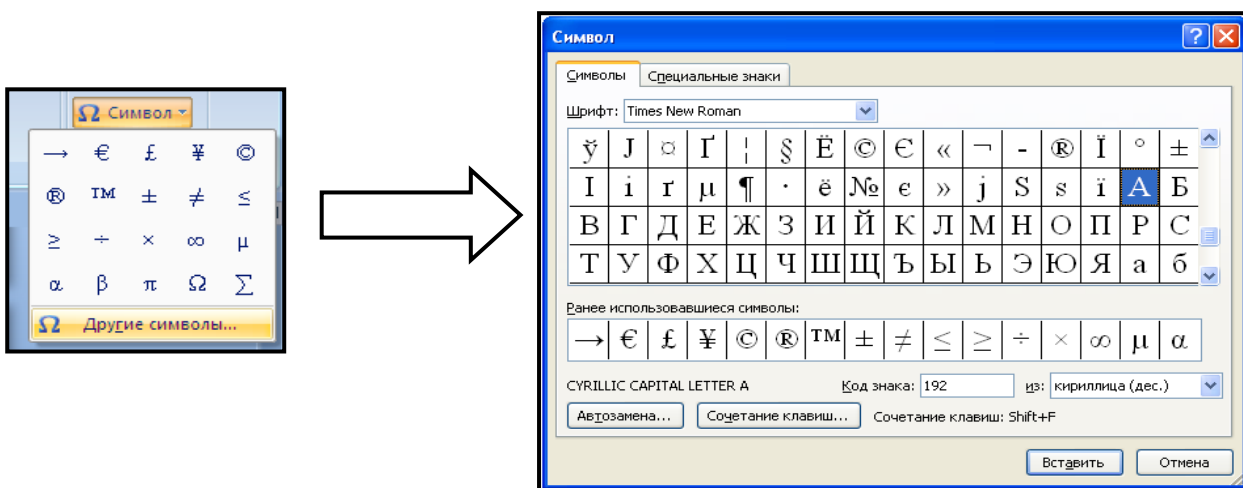 Ω Символ
→ € £ ¥ ©
® ™ ± ≠ ≤
≥ ÷ × ∞ µ
α β π Ω Σ
Ω Другие символы...
Символ
Символы Специальные знаки
Шрифт: Times New Roman
ў Ј ¤ Ґ ¦ § Ё © Є « ¬ - ® Ї ° ±
І і ґ µ ¶ · ё № є » ј Ѕ ѕ ї А Б
В Г Д Е Ж З И Й К Л М Н О П Р С
Т У Ф Х Ц Ч Ш Щ Ъ Ы Ь Э Ю Я а б
Ранее использовавшиеся символы:
→ € £ ¥ © ® ™ ± ≠ ≤ ≥ ÷ × ∞ µ α
CYRILLIC CAPITAL LETTER A Код знака: 192 из: кириллица (дес.)
Автозамена... Сочетание клавиш... Сочетание клавиш: Shift+F
Вставить Отмена